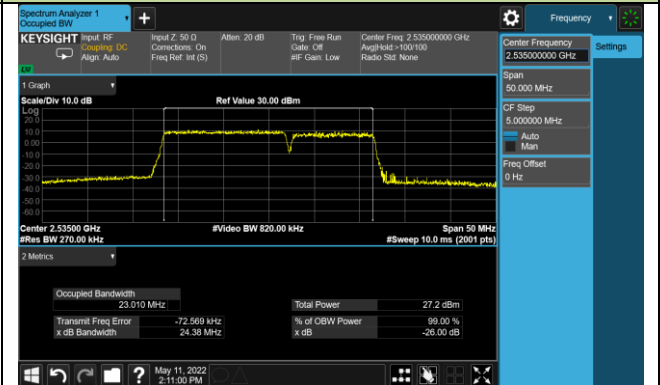 Spectrum Analyzer 1
Occupied BW
+
Frequency
KEYSIGHT
Input: RF
Coupling: DC
Align: Auto
Input Z: 50 Ω
Corrections: On
Freq Ref: Int (S)
Atten: 20 dB
Trig: Free Run
Gate: Off
#IF Gain: Low
Center Freq: 2.535000000 GHz
Avg|Hold:>100/100
Radio Std: None
Center Frequency
2.535000000 GHz
Settings
Span
50.000 MHz
CF Step
5.000000 MHz
Auto
Man
Freq Offset
0 Hz
1 Graph
Scale/Div 10.0 dB
Ref Value 30.00 dBm
Log
20.0
10.0
0.00
-10.0
-20.0
-30.0
-40.0
-50.0
-60.0
Center 2.53500 GHz
#Video BW 820.00 kHz
Span 50 MHz
#Res BW 270.00 kHz
#Sweep 10.0 ms (2001 pts)
2 Metrics
Occupied Bandwidth
23.010 MHz
Total Power
27.2 dBm
Transmit Freq Error
-72.569 kHz
% of OBW Power
99.00 %
x dB Bandwidth
24.38 MHz
x dB
-26.00 dB
?
May 11, 2022
2:11:00 PM